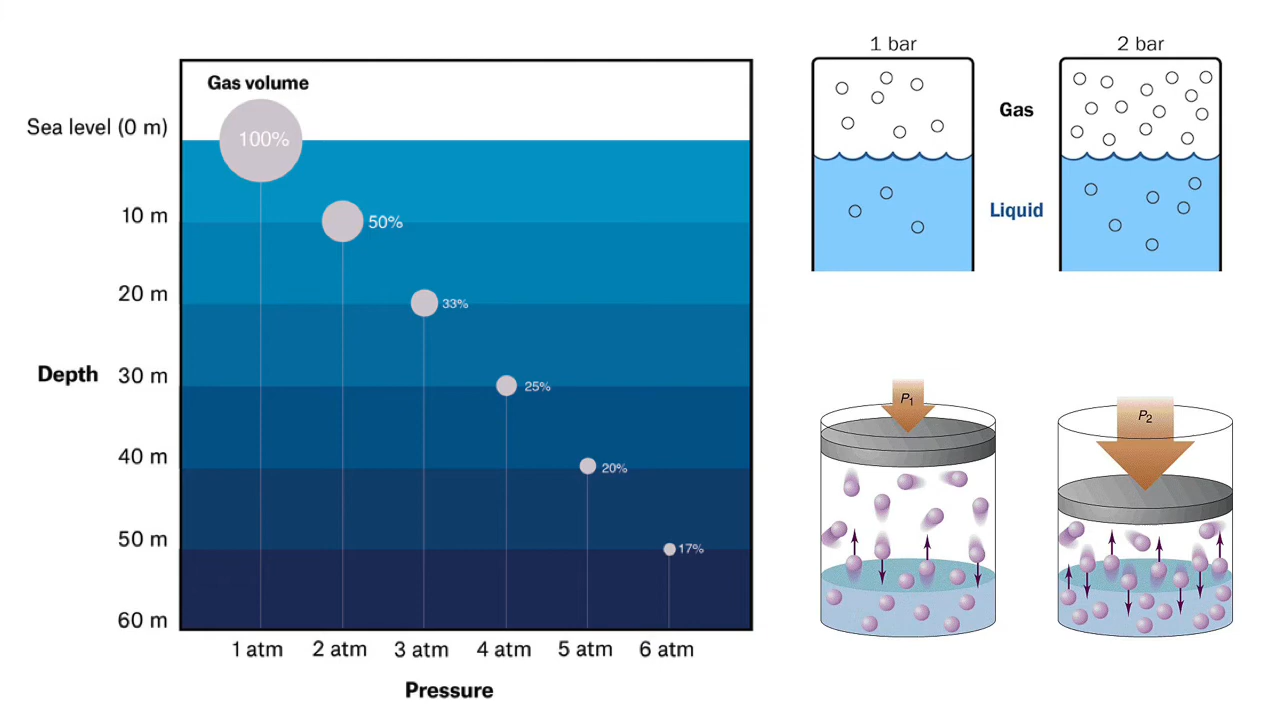 Gas volume
Sea level (0 m)
100%
10 m
50%
20 m
33%
Depth
30 m
25%
40 m
20%
50 m
17%
60 m
1 atm
2 atm
3 atm
4 atm
5 atm
6 atm
Pressure
1 bar
2 bar
Gas
Liquid
P1
P2